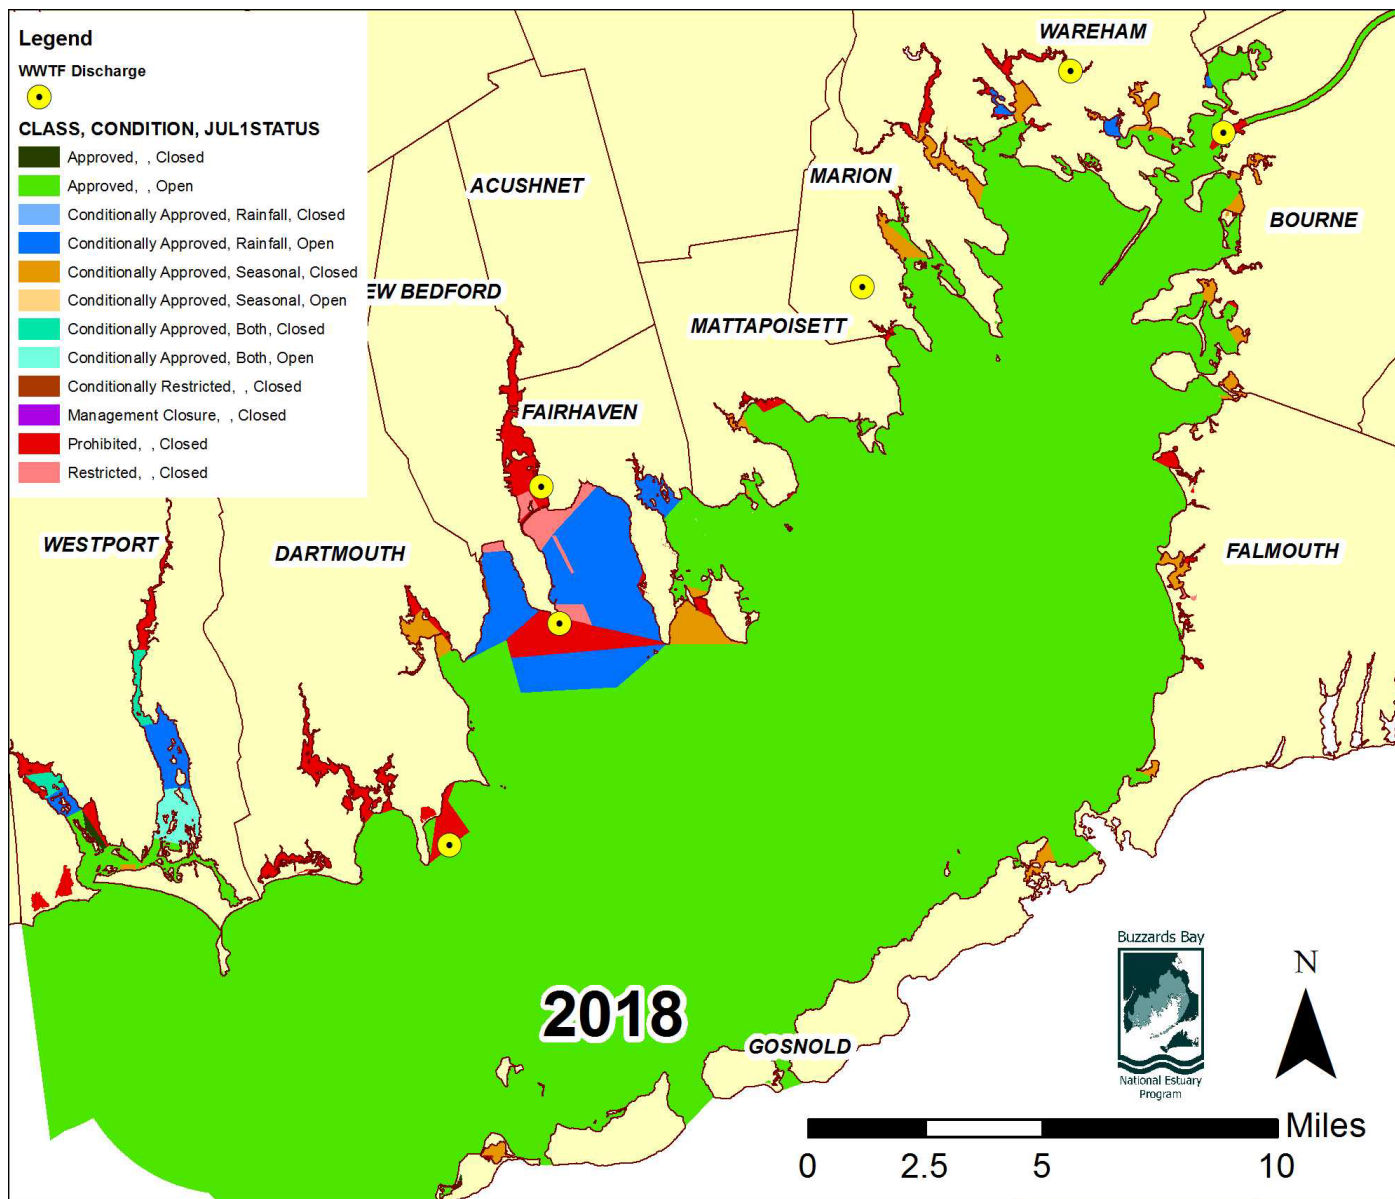 Legend
WWTF Discharge
CLASS, CONDITION, JUL1STATUS
Approved, , Closed
Approved, , Open
Conditionally Approved, Rainfall, Closed
Conditionally Approved, Rainfall, Open
Conditionally Approved, Seasonal, Closed
Conditionally Approved, Seasonal, Open
Conditionally Approved, Both, Closed
Conditionally Approved, Both, Open
Conditionally Restricted, , Closed
Management Closure, , Closed
Prohibited, , Closed
Restricted, , Closed
WAREHAM
ACUSHNET
MARION
BOURNE
EW BEDFORD
MATTAPOISETT
FAIRHAVEN
WESTPORT
DARTMOUTH
FALMOUTH
2018
GOSNOLD
Buzzards Bay
National Estuary
Program
N
Miles
0 2.5 5 10